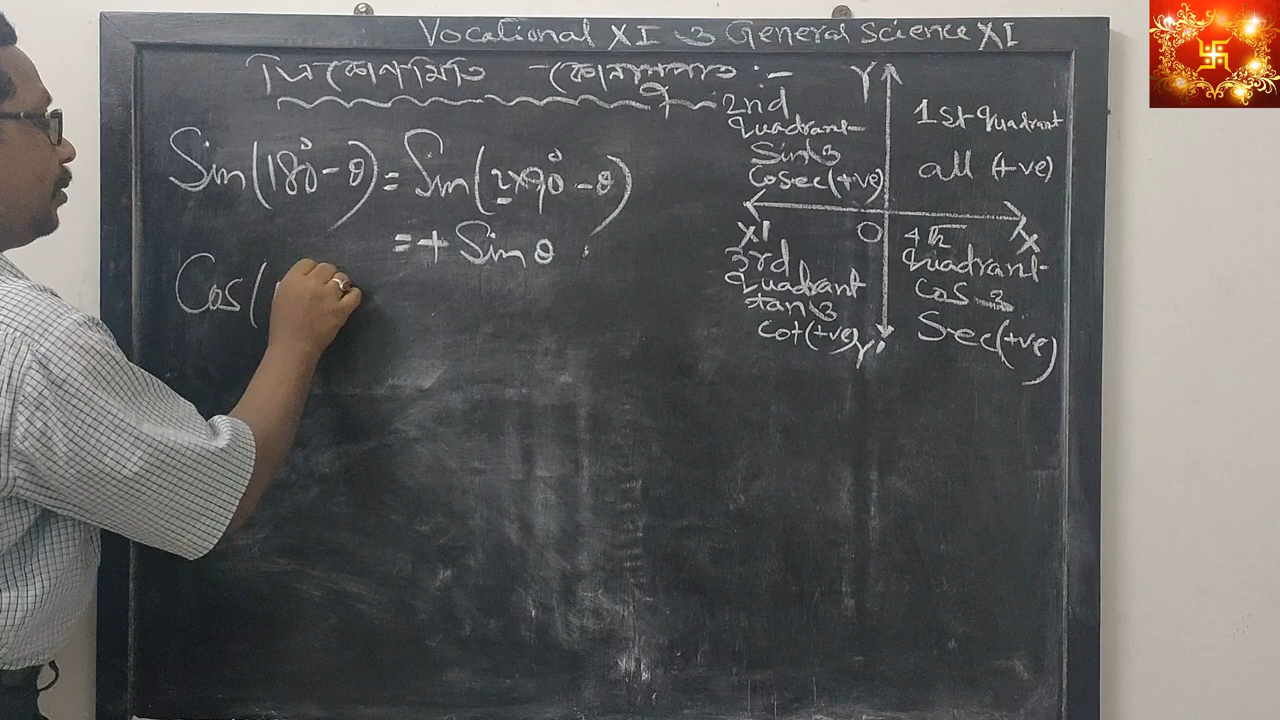 Vocational XI ও General Science XI
ত্রিকোণমিতি -কোণানুপাত :-
Sin(180°-θ) = Sin(2×90°-θ)
= + Sin θ .
Cos(
Y
2nd
Quadrant
Sin ও
Cosec(+ve)
1st Quadrant
all (+ve)
X'
O
X
3rd
Quadrant
tan ও
Cot(+ve)
Y'
4th
Quadrant
Cos ও
Sec(+ve)